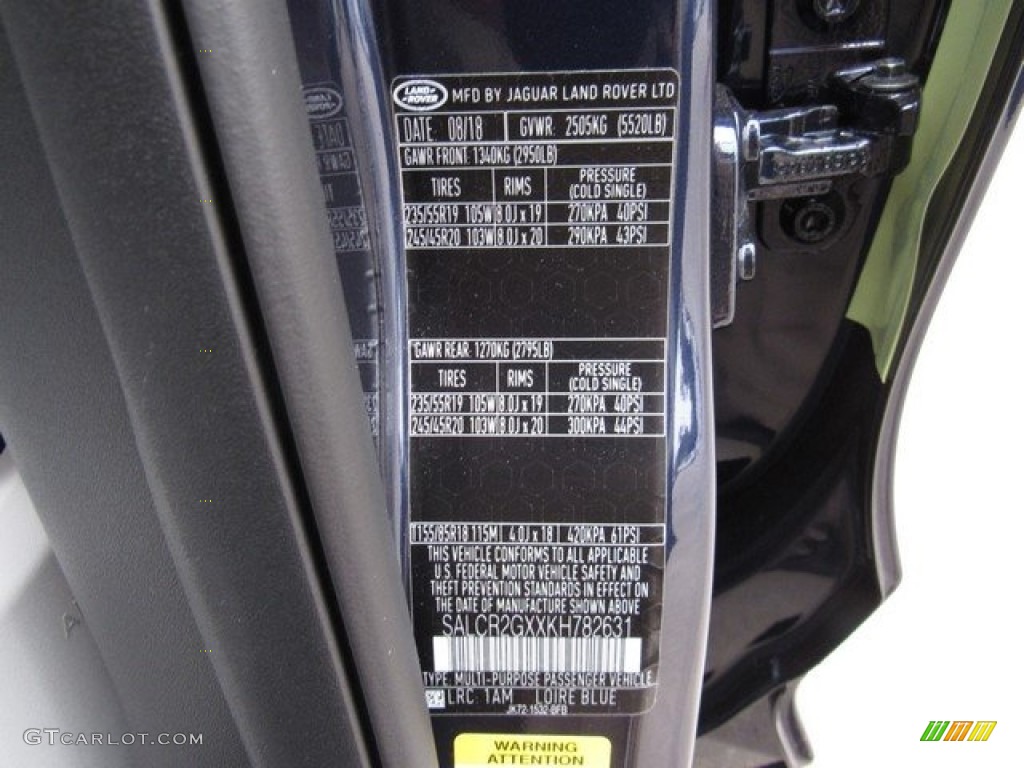 LAND ROVER MFD BY JAGUAR LAND ROVER LTD
DATE: 08/18 GVWR: 2505KG (5520LB)
GAWR FRONT: 1340KG (2950LB)
TIRES RIMS PRESSURE (COLD SINGLE)
235/55R19 105W 8.0J x 19 270KPA 40PSI
245/45R20 103W 8.0J x 20 290KPA 43PSI
GAWR REAR: 1270KG (2795LB)
TIRES RIMS PRESSURE (COLD SINGLE)
235/55R19 105W 8.0J x 19 270KPA 40PSI
245/45R20 103W 8.0J x 20 300KPA 44PSI
T155/85R18 115M 4.0J x 18 420KPA 61PSI
THIS VEHICLE CONFORMS TO ALL APPLICABLE
U.S. FEDERAL MOTOR VEHICLE SAFETY AND
THEFT PREVENTION STANDARDS IN EFFECT ON
THE DATE OF MANUFACTURE SHOWN ABOVE
SALCR2GXXKH782631
TYPE: MULTI-PURPOSE PASSENGER VEHICLE
LRC: 1AM LOIRE BLUE
JK72-1532-BFB
WARNING
ATTENTION
GTCARLOT.COM